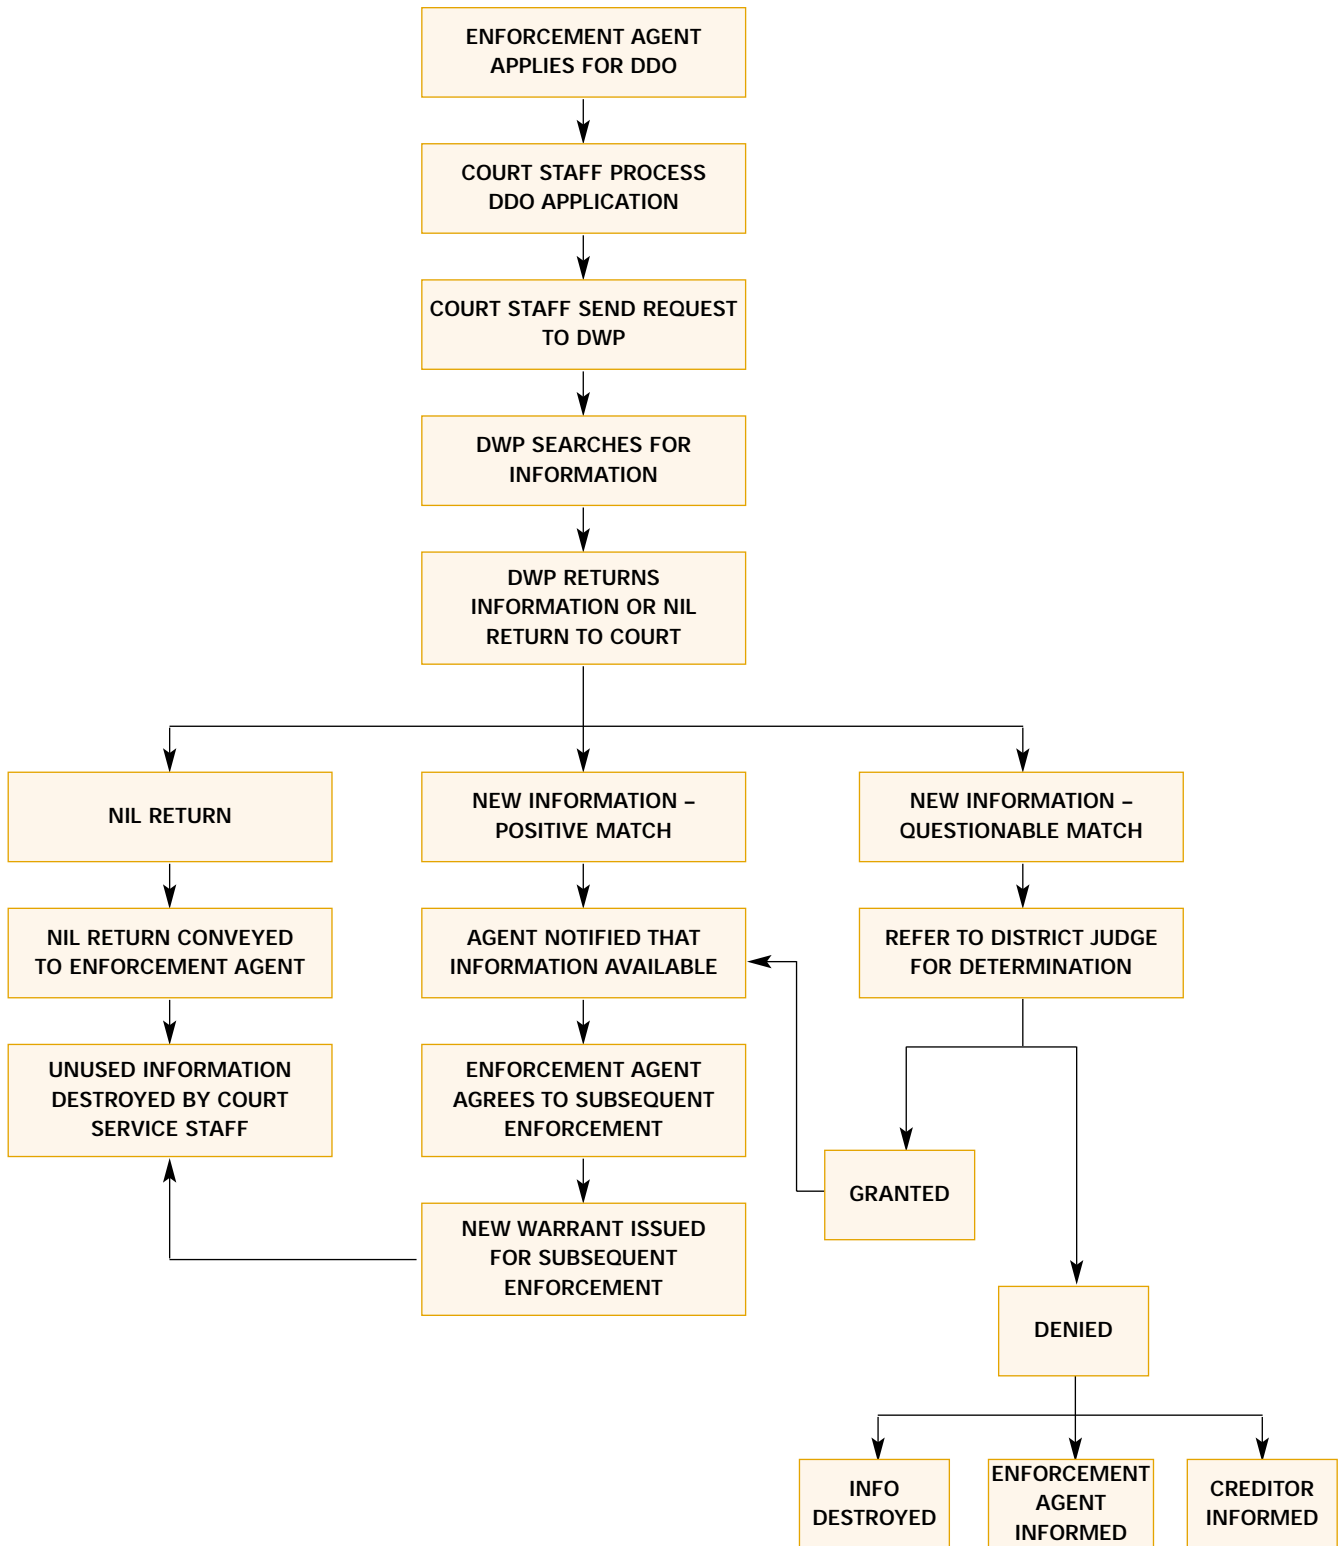 ENFORCEMENT AGENT
APPLIES FOR DDO
COURT STAFF PROCESS
DDO APPLICATION
COURT STAFF SEND REQUEST
TO DWP
DWP SEARCHES FOR
INFORMATION
DWP RETURNS
INFORMATION OR NIL
RETURN TO COURT
NIL RETURN
NEW INFORMATION –
POSITIVE MATCH
NEW INFORMATION –
QUESTIONABLE MATCH
NIL RETURN CONVEYED
TO ENFORCEMENT AGENT
AGENT NOTIFIED THAT
INFORMATION AVAILABLE
REFER TO DISTRICT JUDGE
FOR DETERMINATION
UNUSED INFORMATION
DESTROYED BY COURT
SERVICE STAFF
ENFORCEMENT AGENT
AGREES TO SUBSEQUENT
ENFORCEMENT
GRANTED
NEW WARRANT ISSUED
FOR SUBSEQUENT
ENFORCEMENT
DENIED
INFO
DESTROYED
ENFORCEMENT
AGENT
INFORMED
CREDITOR
INFORMED